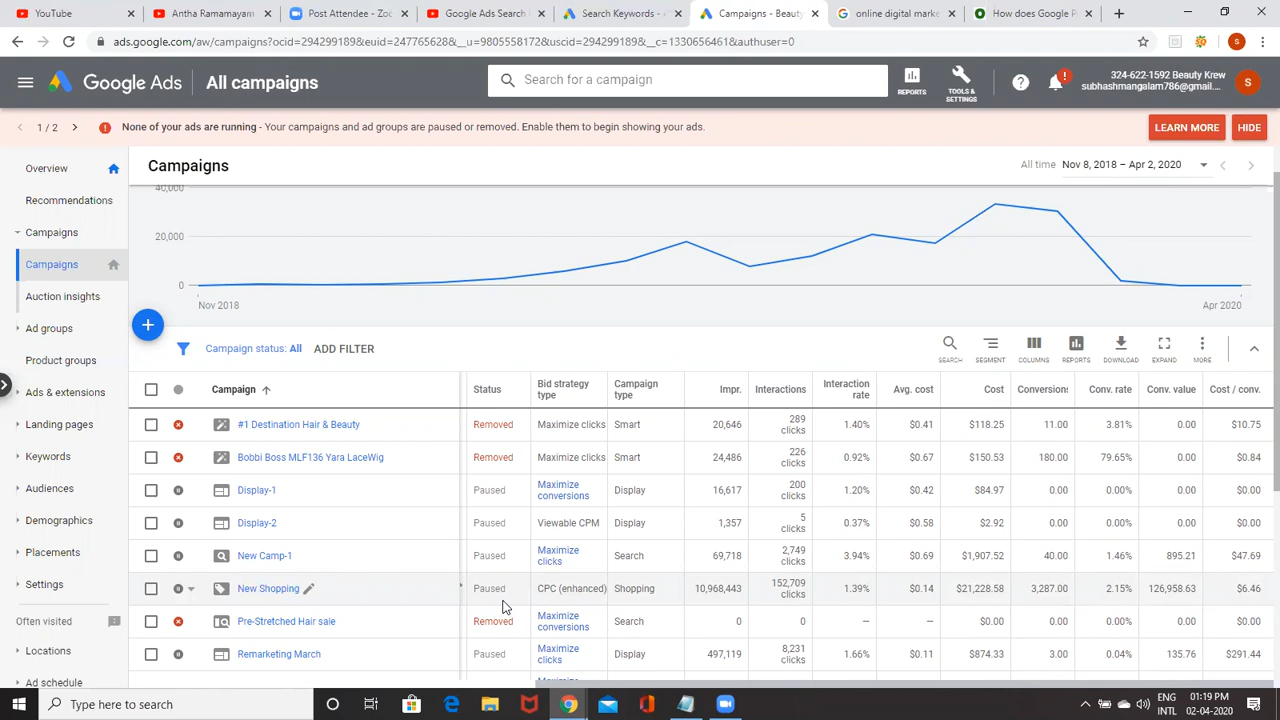 YouTube
Antha Ramayamam
Post Attendee - Zoo
Google Ads Search
Search Keywords -
Campaigns - Beauty
online digital marke
How does Google P
ads.google.com/aw/campaigns?ocid=294299189&euid=247765628&__u=9805558172&uscid=294299189&__c=1330656461&authuser=0
S
Google Ads
All campaigns
Search for a campaign
REPORTS
TOOLS &
SETTINGS
324-622-1592 Beauty Krew
subhashmangalam786@gmail....
S
1 / 2
None of your ads are running - Your campaigns and ad groups are paused or removed. Enable them to begin showing your ads.
LEARN MORE
HIDE
Overview
Recommendations
Campaigns
Campaigns
Auction insights
Ad groups
Product groups
Ads & extensions
Landing pages
Keywords
Audiences
Demographics
Placements
Settings
Often visited
Locations
Ad schedule
Campaigns
All time Nov 8, 2018 – Apr 2, 2020
40,000
20,000
0
Nov 2018
Apr 2020
Campaign status: All
ADD FILTER
SEARCH
SEGMENT
COLUMNS
REPORTS
DOWNLOAD
EXPAND
MORE
Campaign Status Bid strategy type Campaign type Impr. Interactions Interaction rate Avg. cost Cost Conversions Conv. rate Conv. value Cost / conv.
#1 Destination Hair & Beauty Removed Maximize clicks Smart 20,646 289 clicks 1.40% $0.41 $118.25 11.00 3.81% 0.00 $10.75
Bobbi Boss MLF136 Yara LaceWig Removed Maximize clicks Smart 24,486 226 clicks 0.92% $0.67 $150.53 180.00 79.65% 0.00 $0.84
Display-1 Paused Maximize conversions Display 16,617 200 clicks 1.20% $0.42 $84.97 0.00 0.00% 0.00 $0.00
Display-2 Paused Viewable CPM Display 1,357 5 clicks 0.37% $0.58 $2.92 0.00 0.00% 0.00 $0.00
New Camp-1 Paused Maximize clicks Search 69,718 2,749 clicks 3.94% $0.69 $1,907.52 40.00 1.46% 895.21 $47.69
New Shopping Paused CPC (enhanced) Shopping 10,968,443 152,709 clicks 1.39% $0.14 $21,228.58 3,287.00 2.15% 126,958.63 $6.46
Pre-Stretched Hair sale Removed Maximize conversions Search 0 0 — — $0.00 0.00 0.00% 0.00 $0.00
Remarketing March Paused Maximize clicks Display 497,119 8,231 clicks 1.66% $0.11 $874.33 3.00 0.04% 135.76 $291.44
Type here to search
ENG
INTL
01:19 PM
02-04-2020